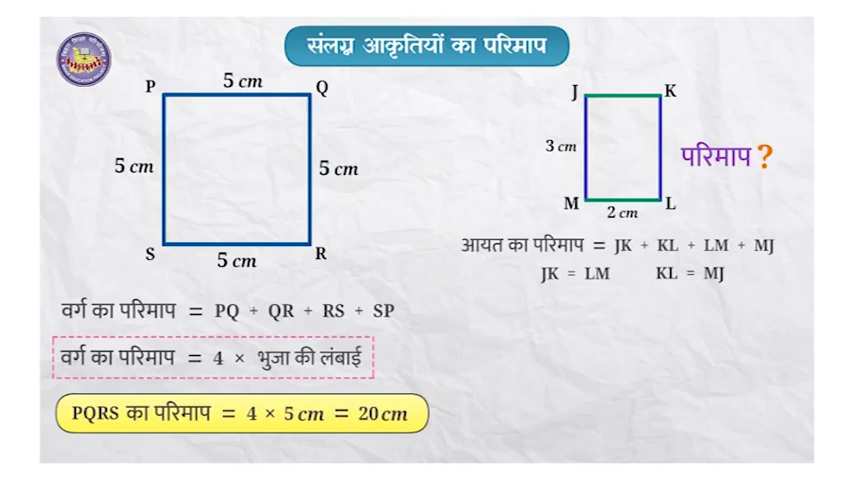 संलग्न आकृतियों का परिमाप
P 5 cm Q
5 cm 5 cm
S 5 cm R
वर्ग का परिमाप = PQ + QR + RS + SP
वर्ग का परिमाप = 4 × भुजा की लंबाई
PQRS का परिमाप = 4 × 5 cm = 20 cm
J K
3 cm परिमाप ?
M 2 cm L
आयत का परिमाप = JK + KL + LM + MJ
JK = LM KL = MJ